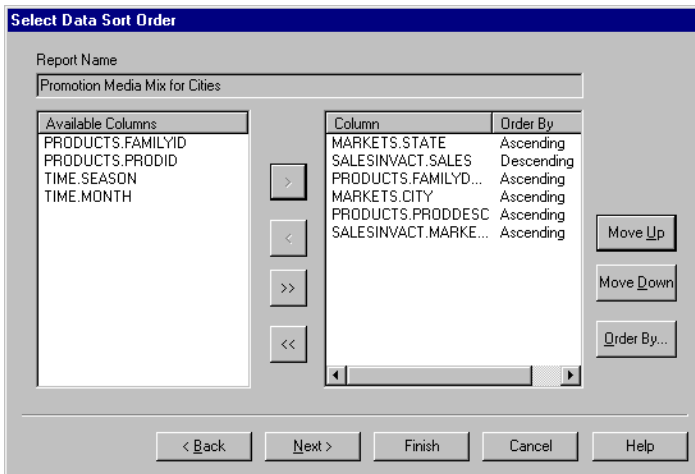 Select Data Sort Order
Report Name
Promotion Media Mix for Cities
Available Columns
PRODUCTS.FAMILYID
PRODUCTS.PRODID
TIME.SEASON
TIME.MONTH
>
<
>>
<<
Column Order By
MARKETS.STATE Ascending
SALESINVACT.SALES Descending
PRODUCTS.FAMILYD... Ascending
MARKETS.CITY Ascending
PRODUCTS.PRODDESC Ascending
SALESINVACT.MARKE... Ascending
Move Up
Move Down
Order By...
< Back Next > Finish Cancel Help